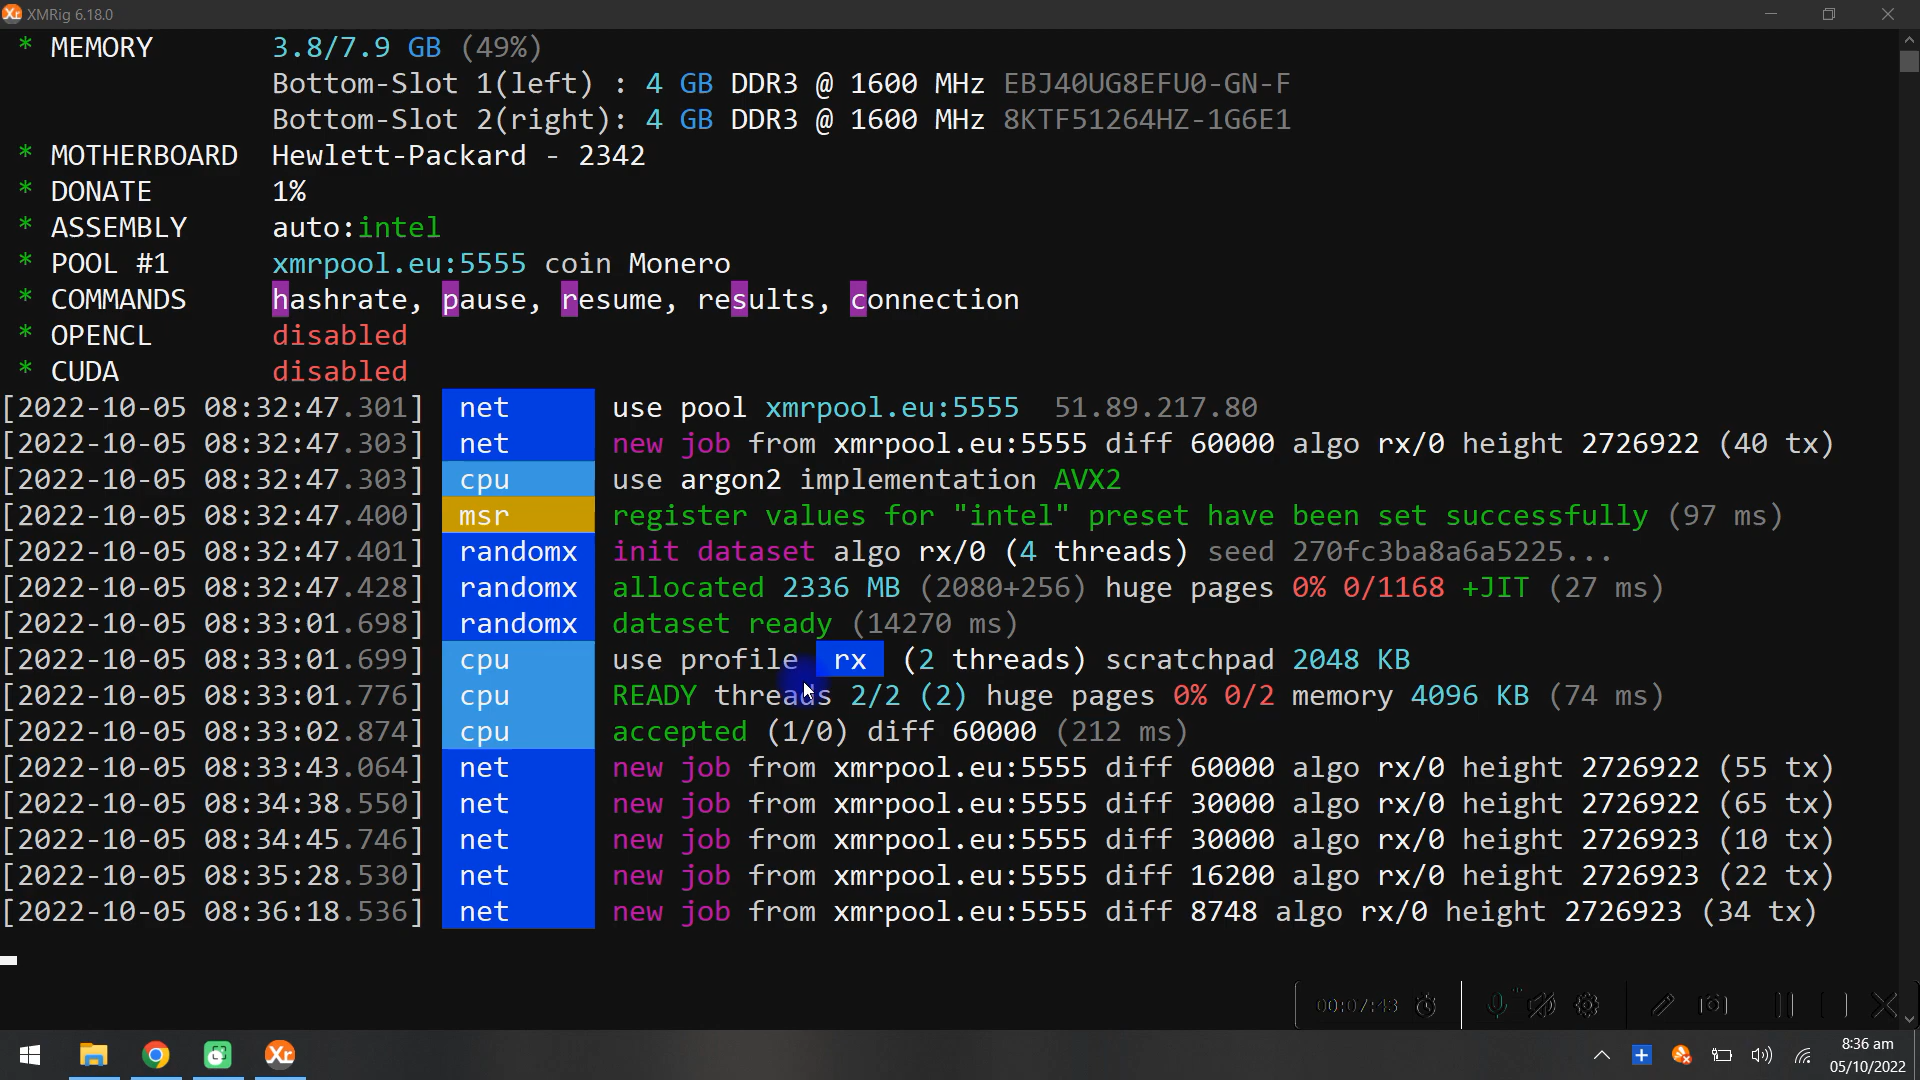 XMRig 6.18.0
* MEMORY 3.8/7.9 GB (49%)
Bottom-Slot 1(left) : 4 GB DDR3 @ 1600 MHz EBJ40UG8EFU0-GN-F
Bottom-Slot 2(right): 4 GB DDR3 @ 1600 MHz 8KTF51264HZ-1G6E1
* MOTHERBOARD Hewlett-Packard - 2342
* DONATE 1%
* ASSEMBLY auto:intel
* POOL #1 xmrpool.eu:5555 coin Monero
* COMMANDS hashrate, pause, resume, results, connection
* OPENCL disabled
* CUDA disabled
[2022-10-05 08:32:47.301] net use pool xmrpool.eu:5555 51.89.217.80
[2022-10-05 08:32:47.303] net new job from xmrpool.eu:5555 diff 60000 algo rx/0 height 2726922 (40 tx)
[2022-10-05 08:32:47.303] cpu use argon2 implementation AVX2
[2022-10-05 08:32:47.400] msr register values for "intel" preset have been set successfully (97 ms)
[2022-10-05 08:32:47.401] randomx init dataset algo rx/0 (4 threads) seed 270fc3ba8a6a5225...
[2022-10-05 08:32:47.428] randomx allocated 2336 MB (2080+256) huge pages 0% 0/1168 +JIT (27 ms)
[2022-10-05 08:33:01.698] randomx dataset ready (14270 ms)
[2022-10-05 08:33:01.699] cpu use profile rx (2 threads) scratchpad 2048 KB
[2022-10-05 08:33:01.776] cpu READY threads 2/2 (2) huge pages 0% 0/2 memory 4096 KB (74 ms)
[2022-10-05 08:33:02.874] cpu accepted (1/0) diff 60000 (212 ms)
[2022-10-05 08:33:43.064] net new job from xmrpool.eu:5555 diff 60000 algo rx/0 height 2726922 (55 tx)
[2022-10-05 08:34:38.550] net new job from xmrpool.eu:5555 diff 30000 algo rx/0 height 2726922 (65 tx)
[2022-10-05 08:34:45.746] net new job from xmrpool.eu:5555 diff 30000 algo rx/0 height 2726923 (10 tx)
[2022-10-05 08:35:28.530] net new job from xmrpool.eu:5555 diff 16200 algo rx/0 height 2726923 (22 tx)
[2022-10-05 08:36:18.536] net new job from xmrpool.eu:5555 diff 8748 algo rx/0 height 2726923 (34 tx)
Xr
8:36 am
05/10/2022